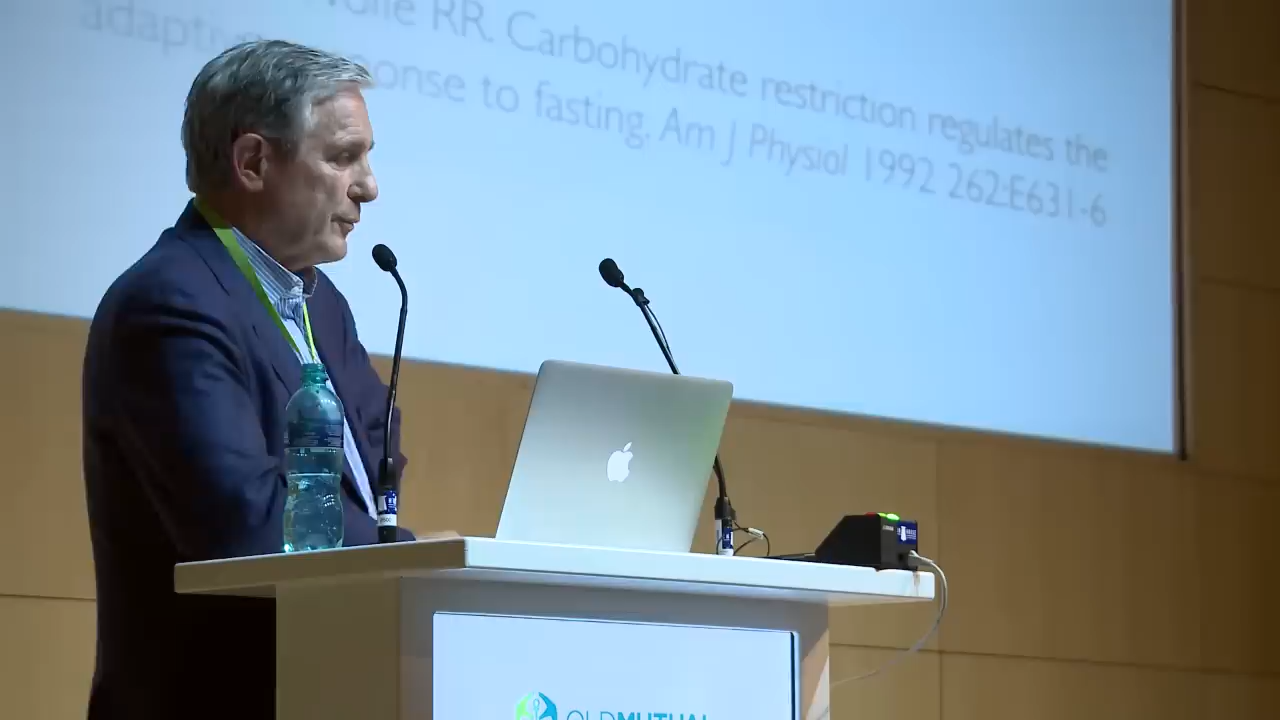 RR. Carbohydrate restriction regulates the
onse to fasting. Am J Physiol 1992 262:E631-6
OLDMUTUAL